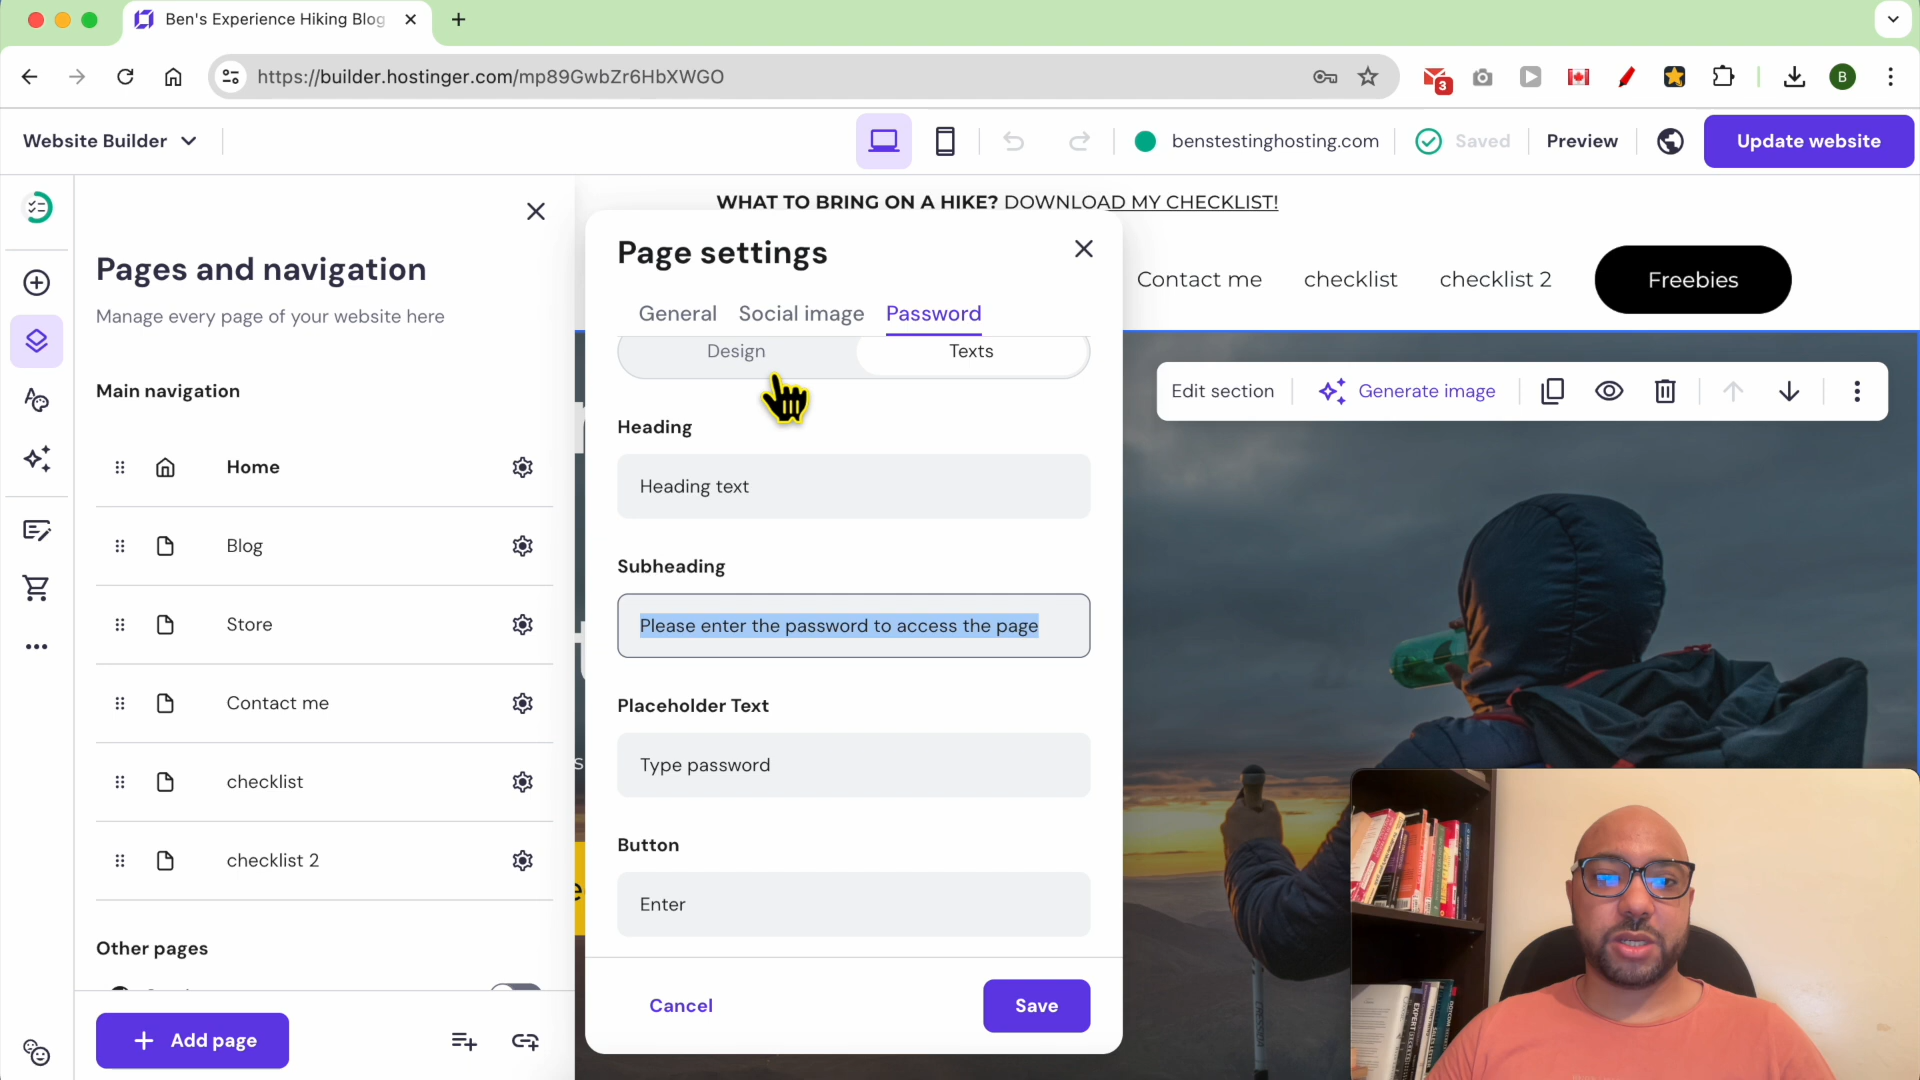 Ben's Experience Hiking Blog
https://builder.hostinger.com/mp89GwbZr6HbXWGO
3
B
Website Builder
benstestinghosting.com
Saved
Preview
Update website
WHAT TO BRING ON A HIKE? DOWNLOAD MY CHECKLIST!
Pages and navigation
Manage every page of your website here
Page settings
General
Social image
Password
Design
Texts
Contact me
checklist
checklist 2
Freebies
Edit section
Generate image
Main navigation
Home
Blog
Store
Contact me
checklist
checklist 2
Other pages
Add page
Heading
Heading text
Subheading
Please enter the password to access the page
Placeholder Text
Type password
Button
Enter
Cancel
Save